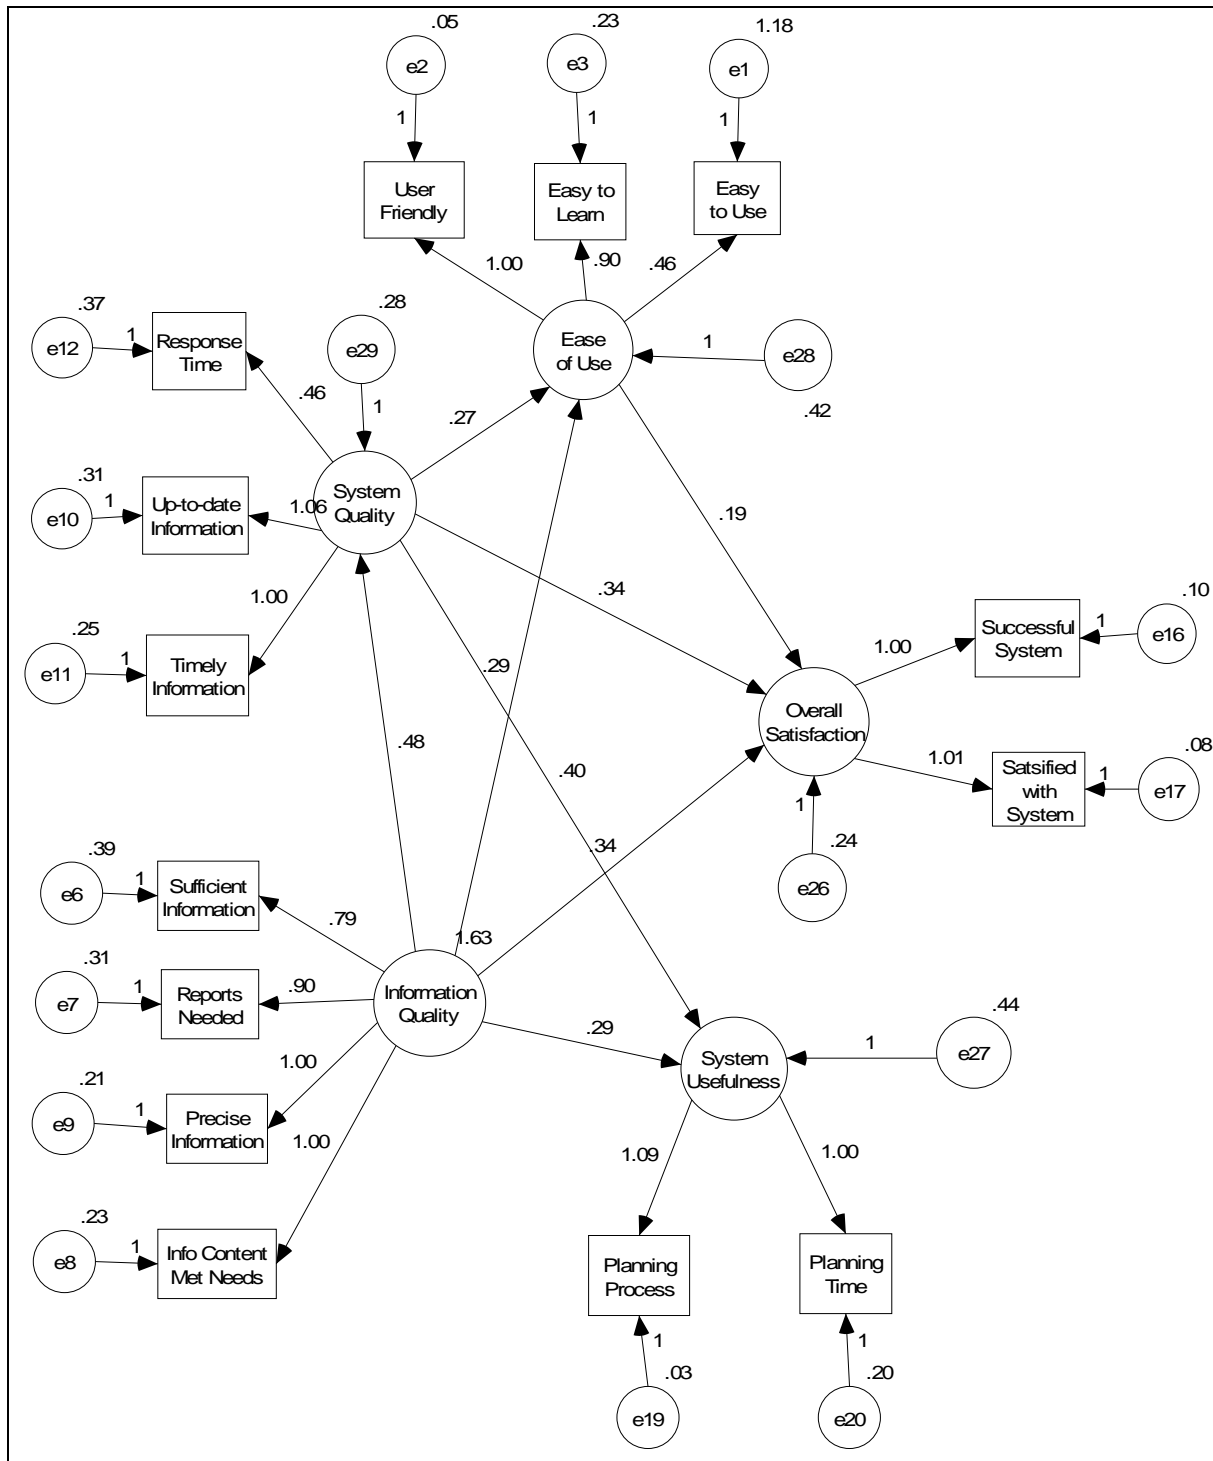 .05
.23
1.18
e2
e3
e1
1
1
1
User
Friendly
Easy to
Learn
Easy
to Use
1.00
.90
.46
.37
.28
e12
1
Response
Time
e29
Ease
of Use
1
e28
.42
.46
1
.27
.31
e10
1
Up-to-date
Information
1.06
System
Quality
.19
.34
1.00
.25
e11
1
Timely
Information
.29
.10
Successful
System
1
e16
1.00
Overall
Satisfaction
.48
.40
1.01
Satsified
with
System
1
e17
.08
1
.24
e26
.34
.39
e6
1
Sufficient
Information
.79
1.63
.31
e7
1
Reports
Needed
.90
Information
Quality
.29
System
Usefulness
1
.44
e27
.21
e9
1
Precise
Information
1.00
1.00
1.09
1.00
.23
e8
1
Info Content
Met Needs
Planning
Process
Planning
Time
1
1
.03
.20
e19
e20